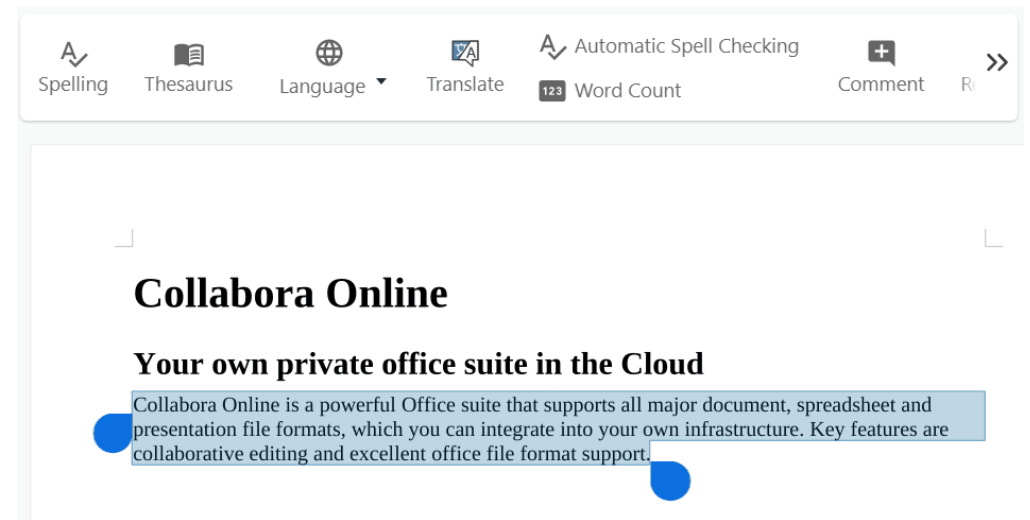 Spelling
Thesaurus
Language
Translate
Automatic Spell Checking
123 Word Count
Comment
Collabora Online
Your own private office suite in the Cloud
Collabora Online is a powerful Office suite that supports all major document, spreadsheet and
presentation file formats, which you can integrate into your own infrastructure. Key features are
collaborative editing and excellent office file format support.